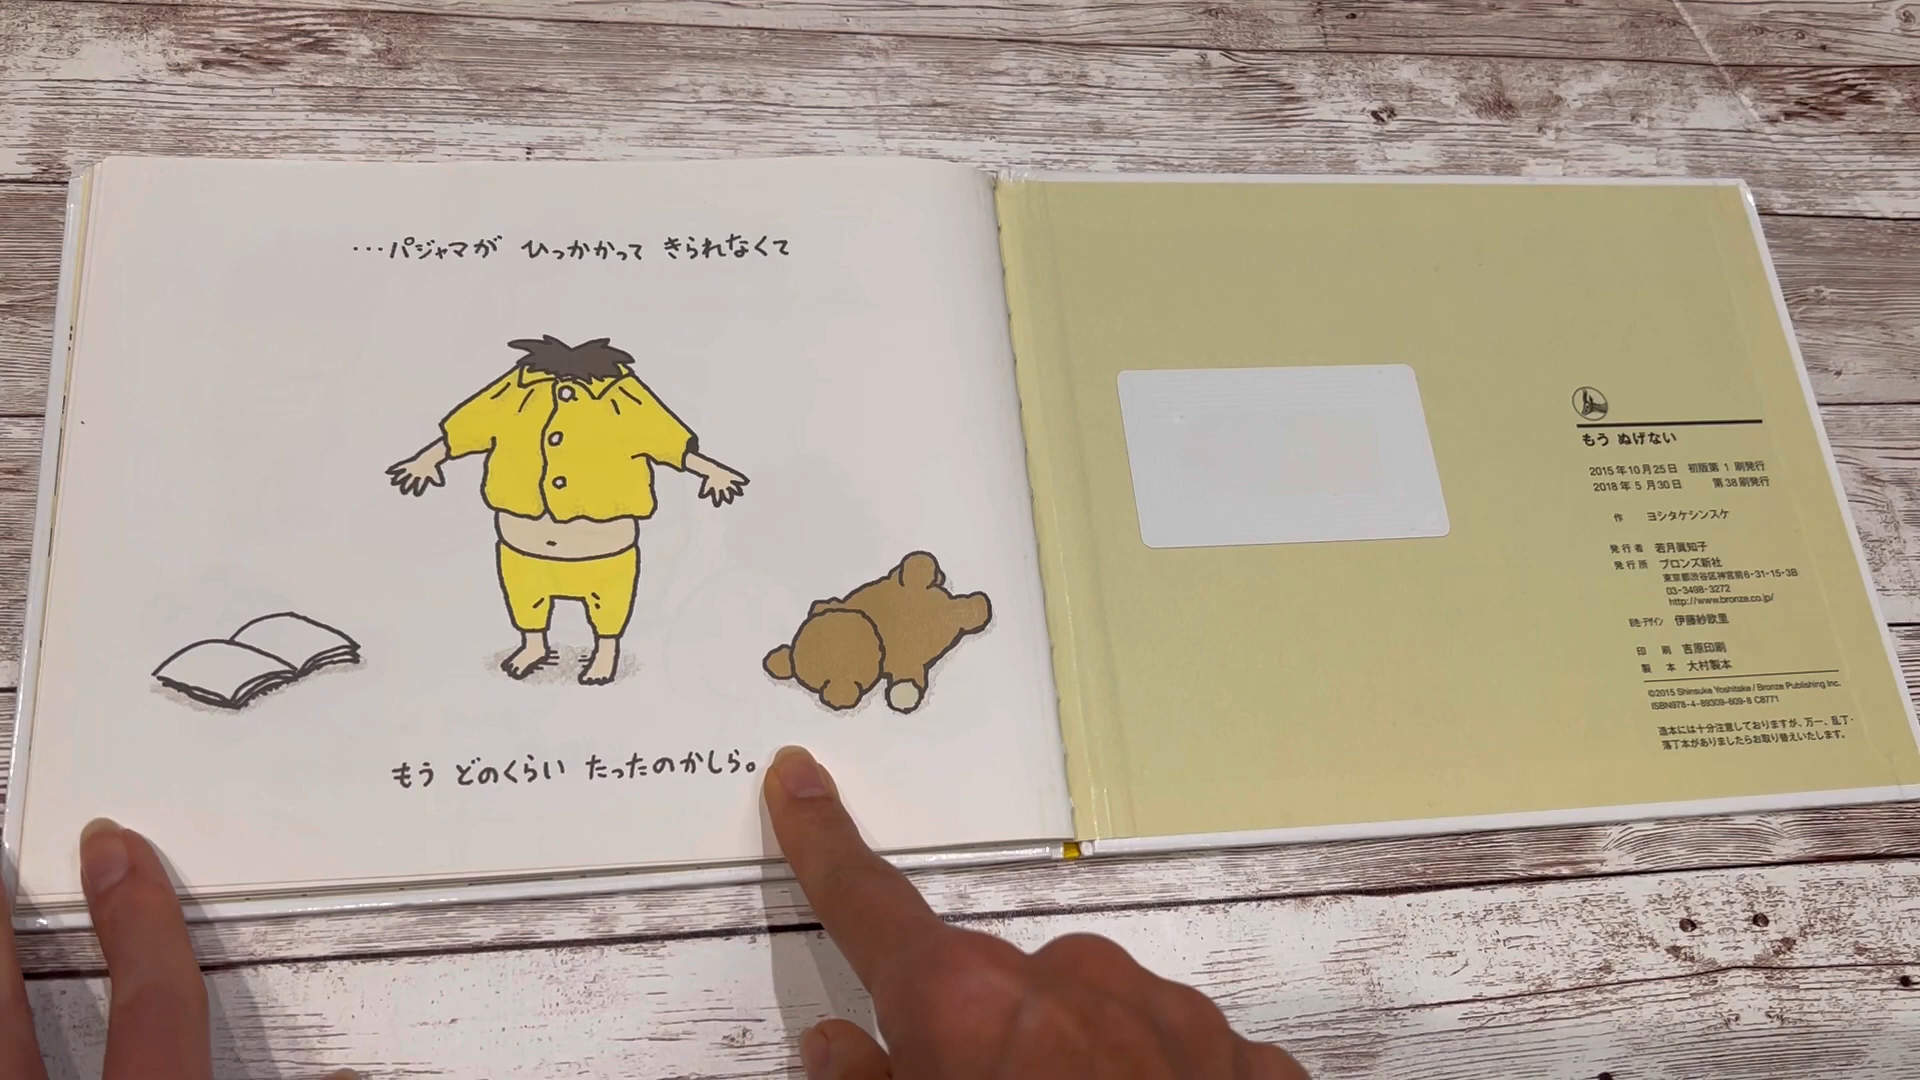 …パジャマが ひっかかって きられなくて
もう どのくらい たったのかしら。
もう ぬげない
2015年10月25日 初版第1刷発行
2018年5月30日 第38刷発行
作 ヨシタケシンスケ
発行者 若月眞知子
発行所 ブロンズ新社
東京都渋谷区神宮前6-31-15-3B
03-3498-3272
http://www.bronze.co.jp/
彩色・デザイン 伊藤紗欧里
印刷 吉原印刷
製本 大村製本
©2015 Shinsuke Yoshitake / Bronze Publishing Inc.
ISBN978-4-89309-609-8 C8771
造本には十分注意しておりますが、万一、乱丁・
落丁本がありましたらお取り替えいたします。